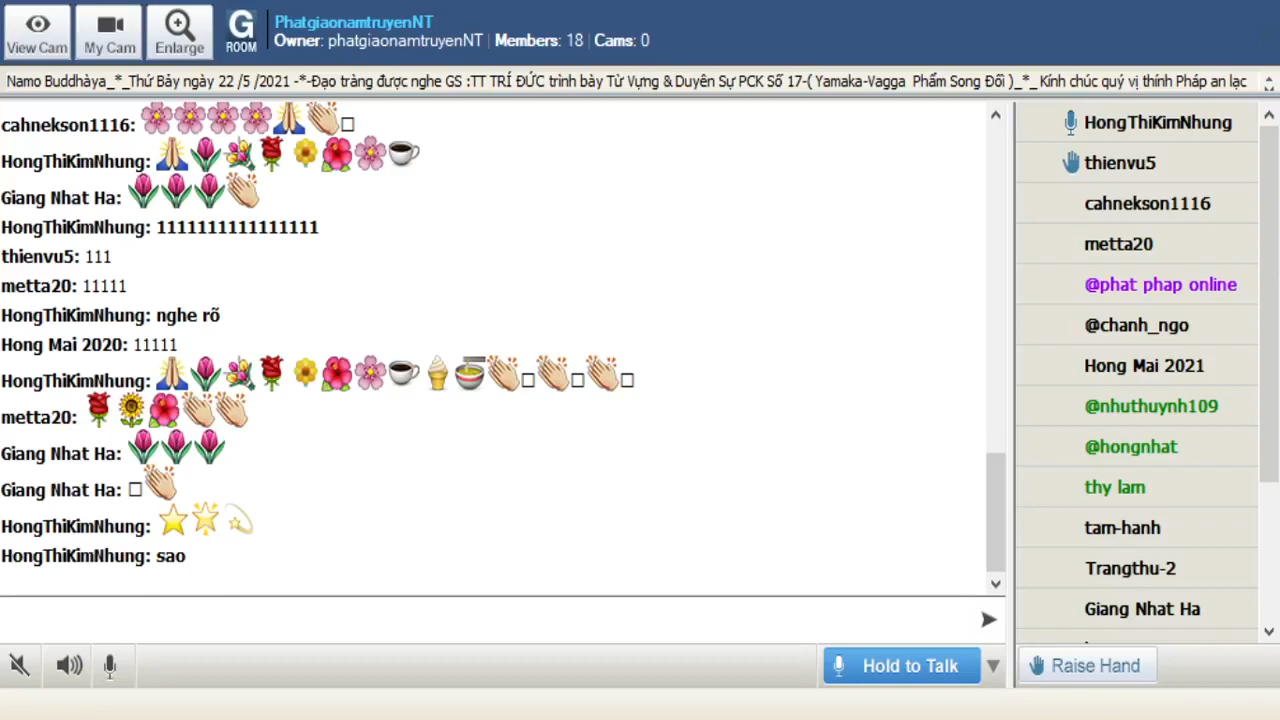 View Cam
My Cam
Enlarge
G
ROOM
PhatgiaonamtruyenNT
Owner: phatgiaonamtruyenNT | Members: 18 | Cams: 0
Namo Buddhàya_*_Thứ Bảy ngày 22 /5 /2021 -*-Đạo tràng được nghe GS :TT TRÍ ĐỨC trình bày Từ Vựng & Duyên Sự PCK Số 17-( Yamaka-Vagga Phẩm Song Đối )_*_ Kính chúc quý vị thính Pháp an lạc
cahnekson1116:
HongThiKimNhung:
Giang Nhat Ha:
HongThiKimNhung: 1111111111111111
thienvu5: 111
metta20: 11111
HongThiKimNhung: nghe rõ
Hong Mai 2020: 11111
HongThiKimNhung:
metta20:
Giang Nhat Ha:
Giang Nhat Ha:
HongThiKimNhung:
HongThiKimNhung: sao
HongThiKimNhung
thienvu5
cahnekson1116
metta20
@phat phap online
@chanh_ngo
Hong Mai 2021
@nhuthuynh109
@hongnhat
thy lam
tam-hanh
Trangthu-2
Giang Nhat Ha
Hold to Talk
Raise Hand